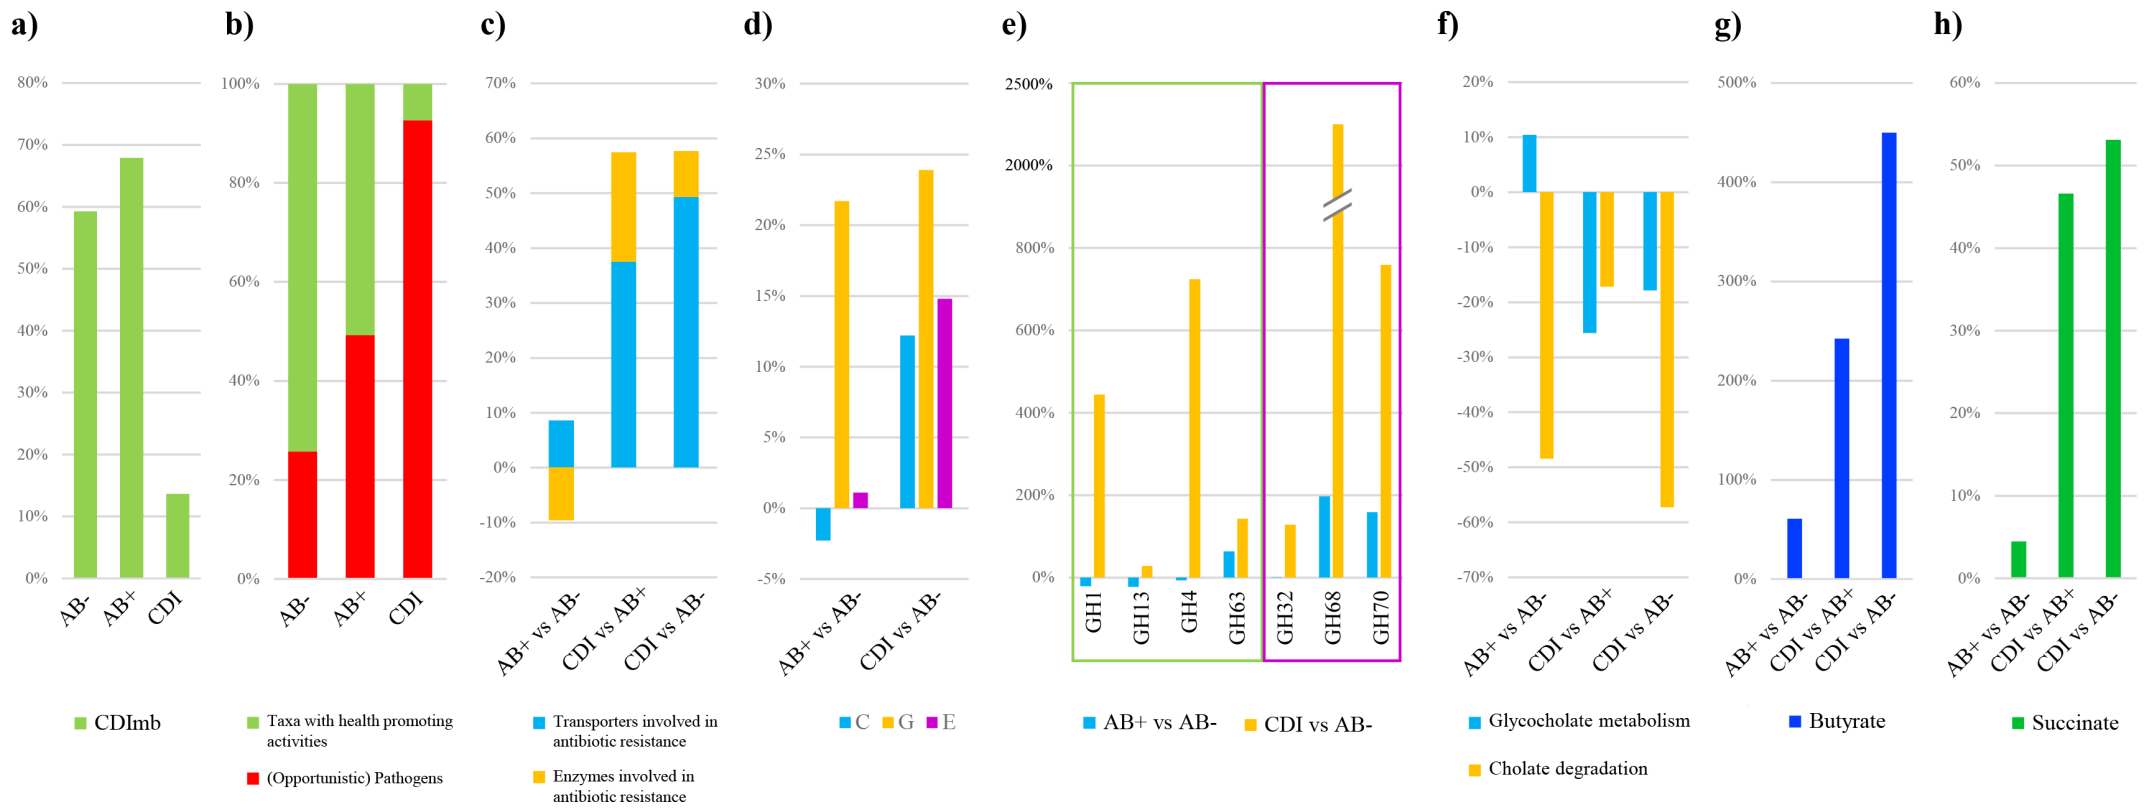 a)
80%
70%
60%
50%
40%
30%
20%
10%
0%
AB-
AB+
CDI
CDImb
b)
100%
80%
60%
40%
20%
0%
AB-
AB+
CDI
Taxa with health promoting
activities
(Opportunistic) Pathogens
c)
70%
60%
50%
40%
30%
20%
10%
0%
-10%
-20%
AB+ vs AB-
CDI vs AB+
CDI vs AB-
Transporters involved in
antibiotic resistance
Enzymes involved in
antibiotic resistance
d)
30%
25%
20%
15%
10%
5%
0%
-5%
AB+ vs AB-
CDI vs AB-
C
G
E
e)
2500%
2000%
800%
600%
400%
200%
0%
GH1
GH13
GH4
GH63
GH32
GH68
GH70
AB+ vs AB-
CDI vs AB-
f)
20%
10%
0%
-10%
-20%
-30%
-40%
-50%
-60%
-70%
AB+ vs AB-
CDI vs AB+
CDI vs AB-
Glycocholate metabolism
Cholate degradation
g)
500%
400%
300%
200%
100%
0%
AB+ vs AB-
CDI vs AB+
CDI vs AB-
Butyrate
h)
60%
50%
40%
30%
20%
10%
0%
AB+ vs AB-
CDI vs AB+
CDI vs AB-
Succinate